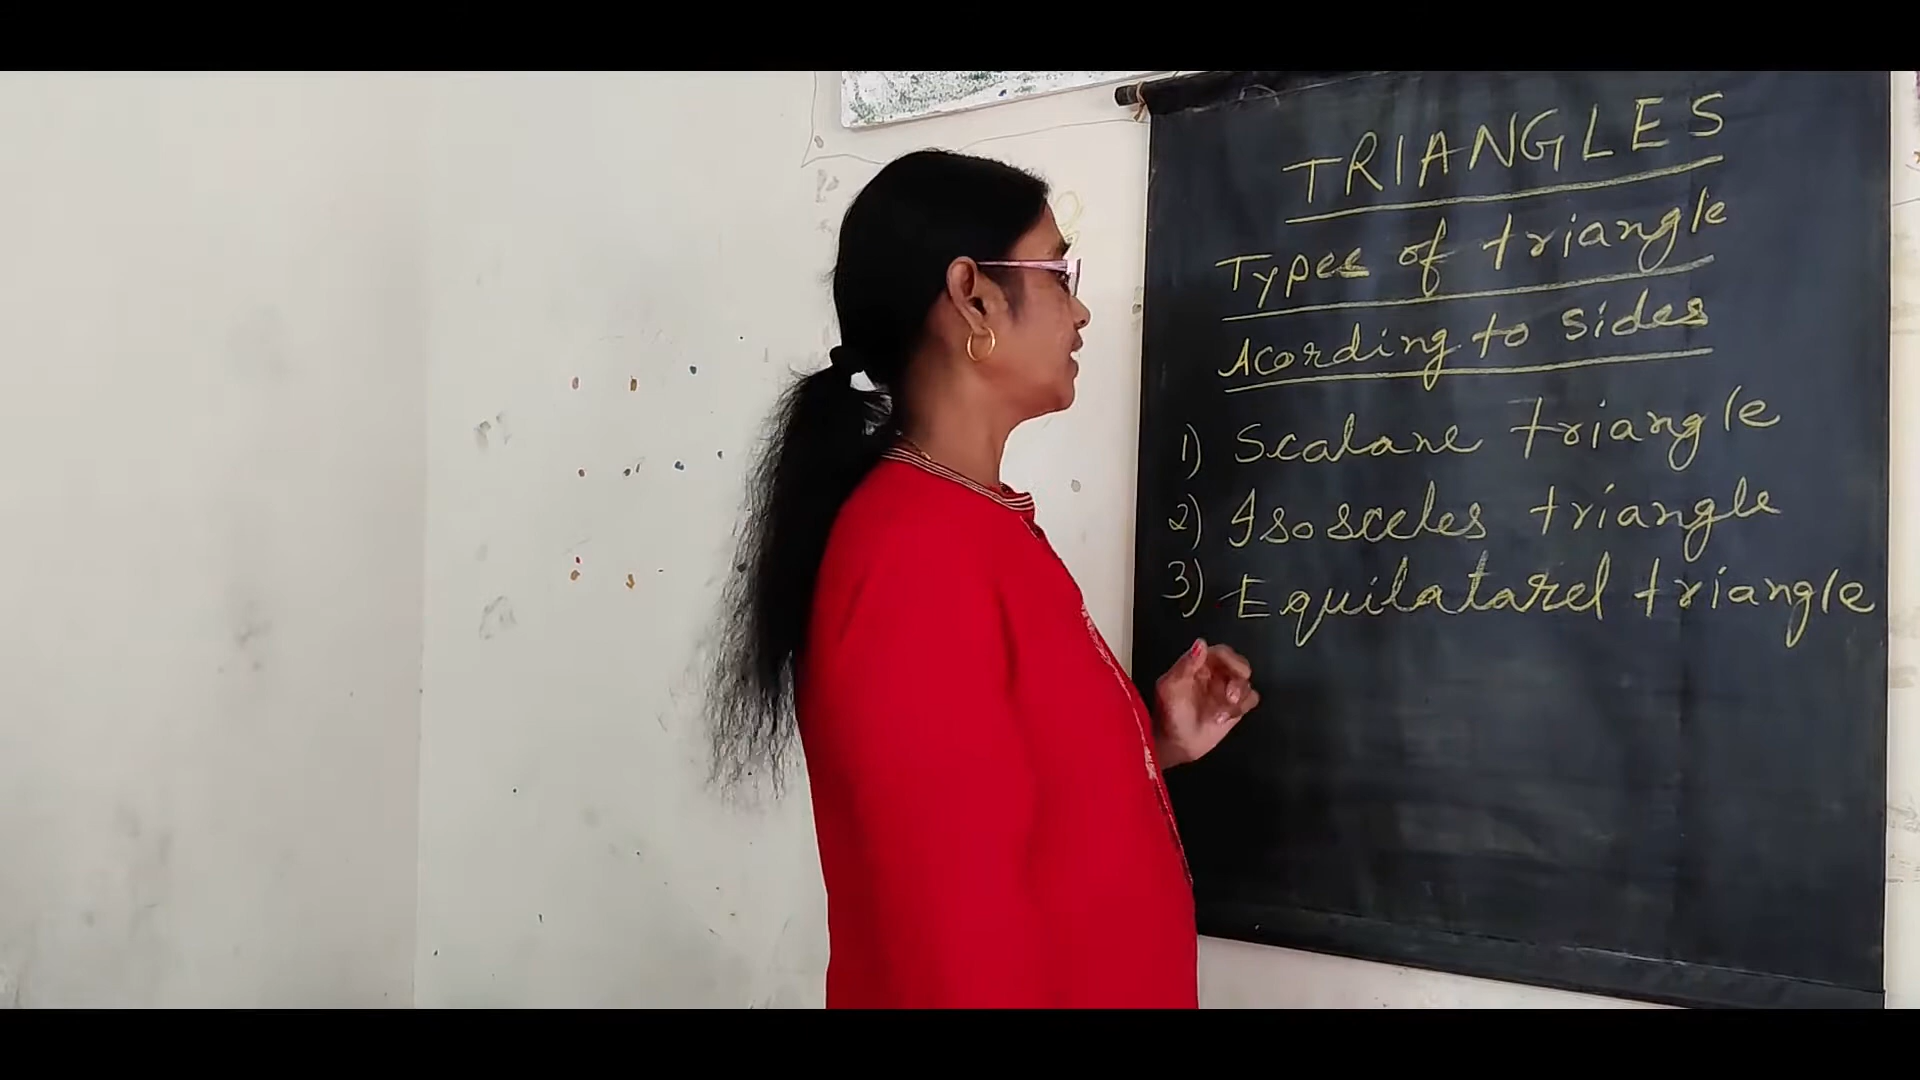 TRIANGLES
Types of triangle
Acording to sides
1) Scalane triangle
2) Isosceles triangle
3) Equilatarel triangle